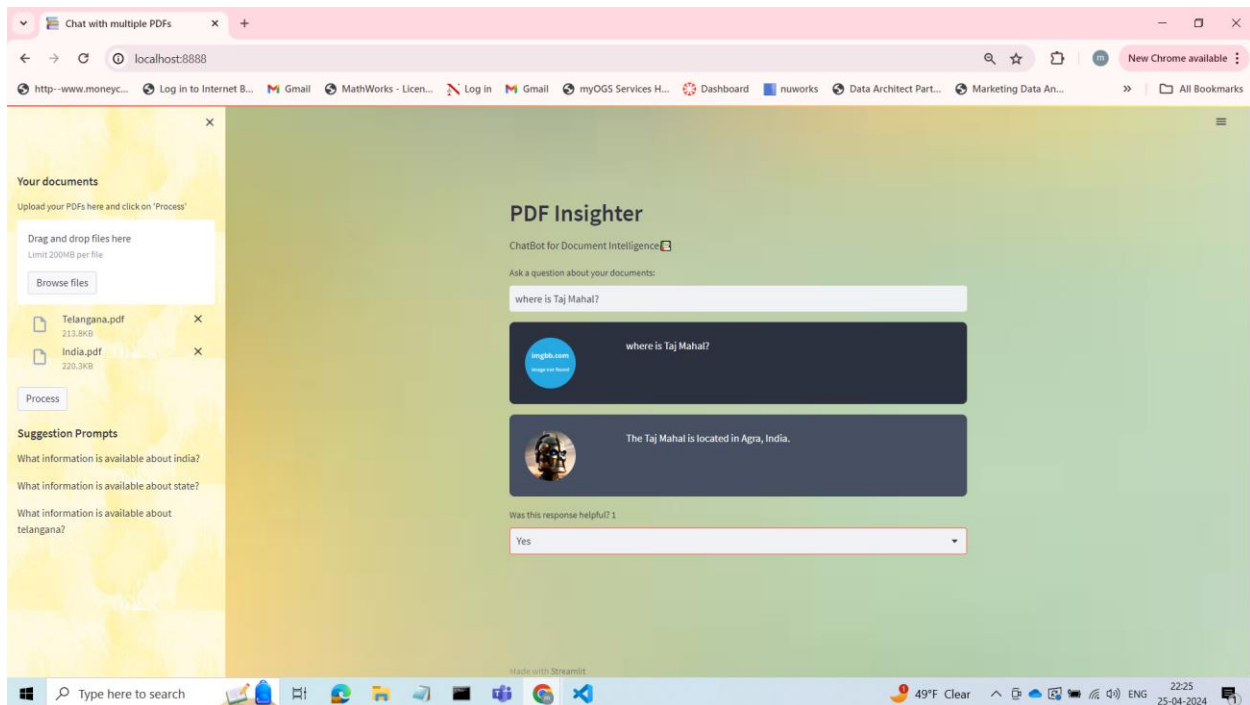 Chat with multiple PDFs
localhost:8888
New Chrome available
http--www.moneyc...
Log in to Internet B...
Gmail
MathWorks - Licen...
Log in
Gmail
myOGS Services H...
Dashboard
nuworks
Data Architect Part...
Marketing Data An...
All Bookmarks
Your documents
Upload your PDFs here and click on 'Process'
Drag and drop files here
Limit 200MB per file
Browse files
Telangana.pdf
213.8KB
India.pdf
220.3KB
Process
Suggestion Prompts
What information is available about india?
What information is available about state?
What information is available about
telangana?
PDF Insighter
ChatBot for Document Intelligence
Ask a question about your documents:
where is Taj Mahal?
imgbb.com
image not found
where is Taj Mahal?
The Taj Mahal is located in Agra, India.
Was this response helpful? 1
Yes
Made with Streamlit
Type here to search
49°F Clear
ENG
22:25
25-04-2024